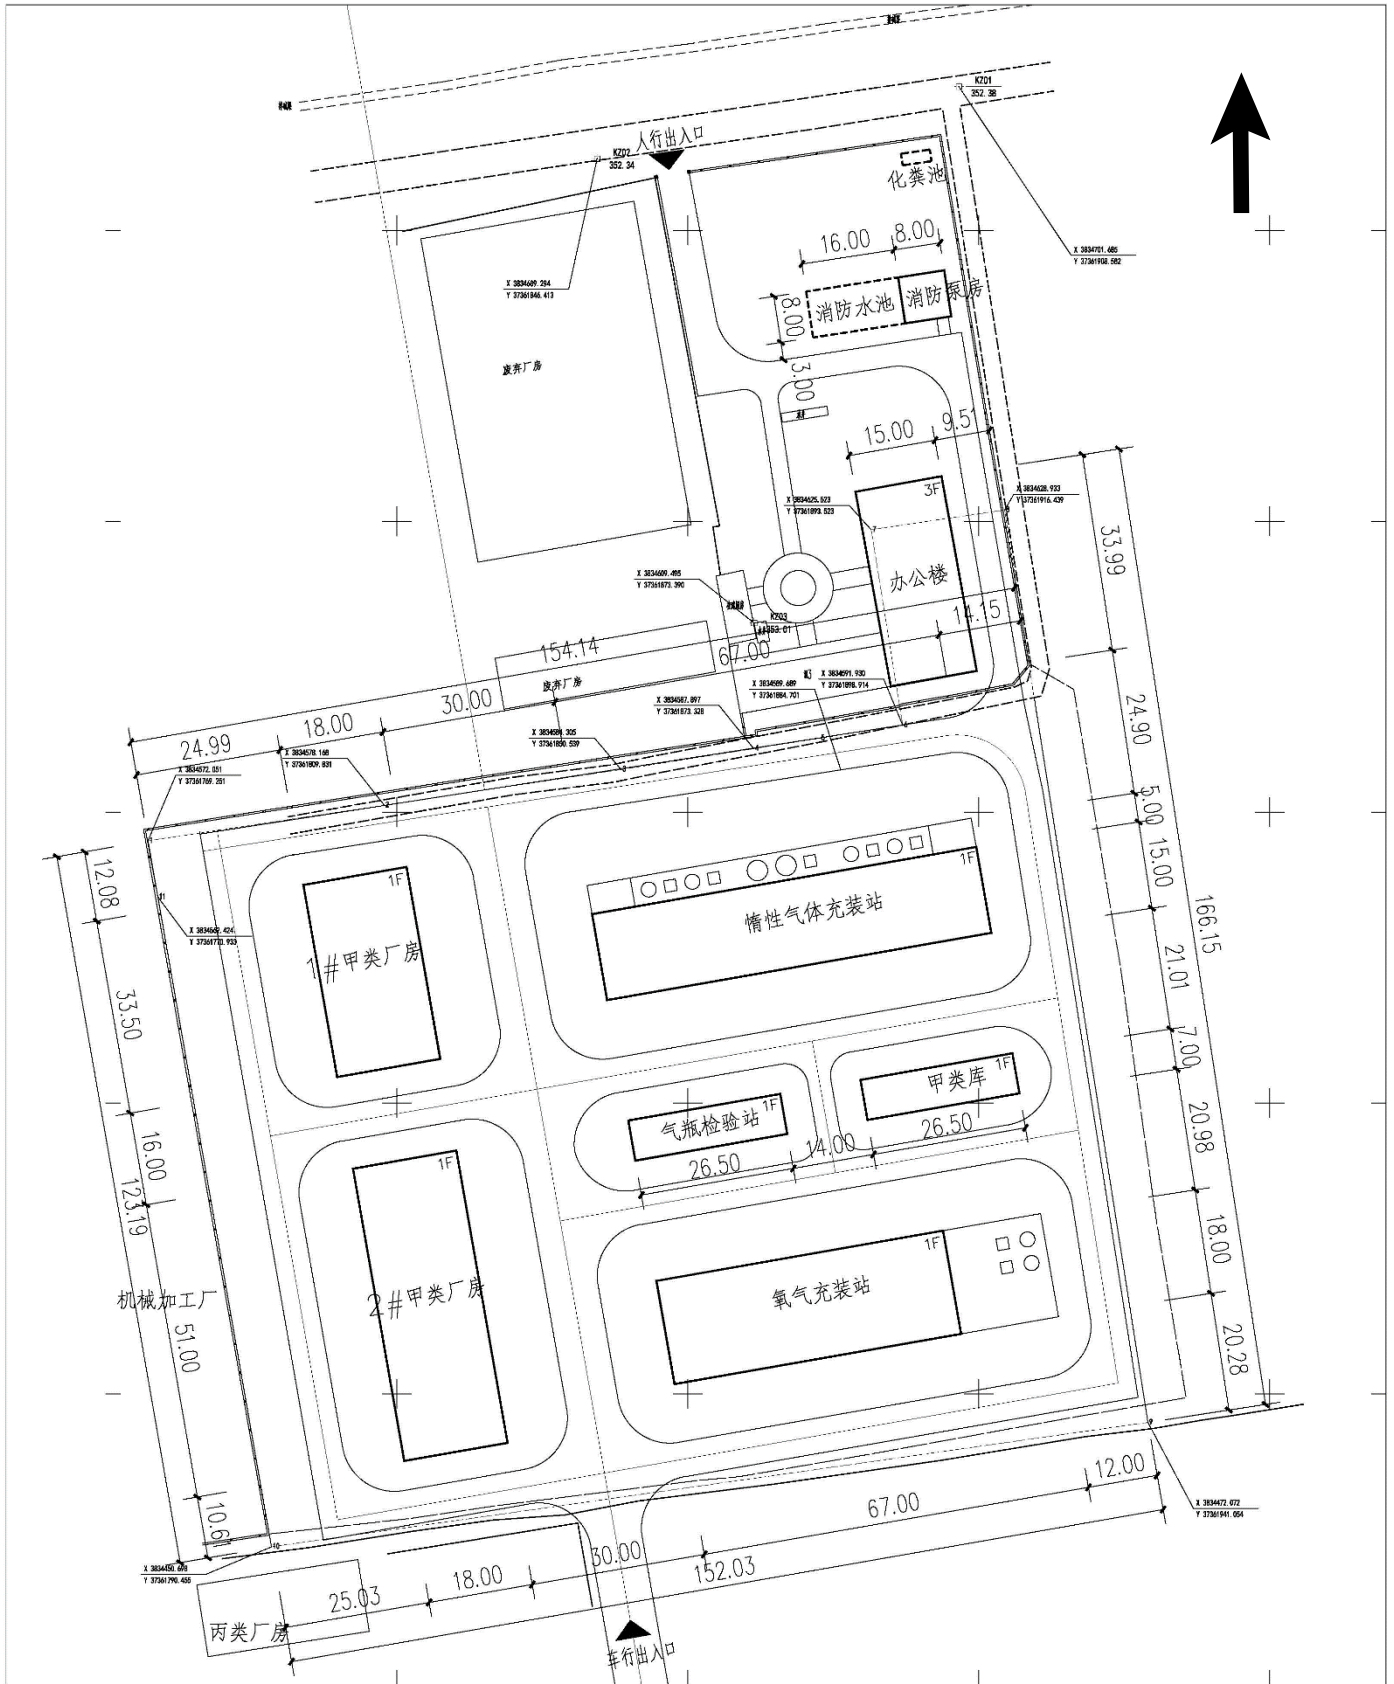 KZ01
352.38
人行出入口
KZ02
352.34
化粪池
16.00
8.00
X 3834701.685
Y 37361908.582
X 3834689.294
Y 37361846.413
消防水池
消防泵房
8.00
3.00
废弃厂房
15.00
9.51
3F
X 3834625.523
Y 37361893.523
X 3834628.933
Y 37361916.439
33.99
办公楼
X 3834609.495
Y 37361873.390
KZ03
353.01
14.15
154.14
67.00
废弃厂房
X 3834591.930
Y 37361898.914
X 3834589.689
Y 37361884.701
X 3834587.897
Y 37361873.328
30.00
18.00
24.99
24.90
X 3834584.305
Y 37361850.539
X 3834578.168
Y 37361809.831
X 3834572.051
Y 37361769.251
5.00
15.00
12.08
1F
1F
惰性气体充装站
166.15
11
X 3834562.424
Y 37361770.933
1#甲类厂房
21.01
33.50
7.00
甲类库
1F
气瓶检验站
1F
16.00
26.50
14.00
26.50
20.98
1F
123.19
18.00
1F
机械加工厂
2#甲类厂房
氧气充装站
51.00
20.28
9
12.00
67.00
10.61
10
X 3834472.072
Y 37361941.054
30.00
152.03
X 3834450.698
Y 37361790.455
18.00
25.03
丙类厂房
车行出入口